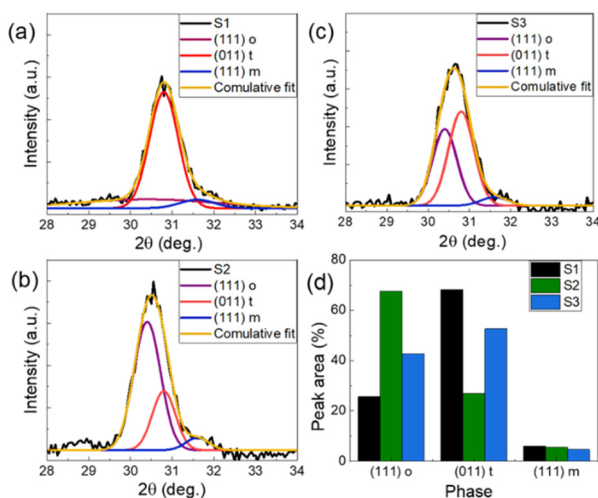 (a)
S1
(111) o
(011) t
(111) m
Comulative fit
Intensity (a.u.)
28 29 30 31 32 33 34
2θ (deg.)
(c)
S3
(111) o
(011) t
(111) m
Comulative fit
Intensity (a.u.)
28 29 30 31 32 33 34
2θ (deg.)
(b)
S2
(111) o
(011) t
(111) m
Comulative fit
Intensity (a.u.)
28 29 30 31 32 33 34
2θ (deg.)
(d)
S1
S2
S3
Peak area (%)
80
60
40
20
0
(111) o (011) t (111) m
Phase